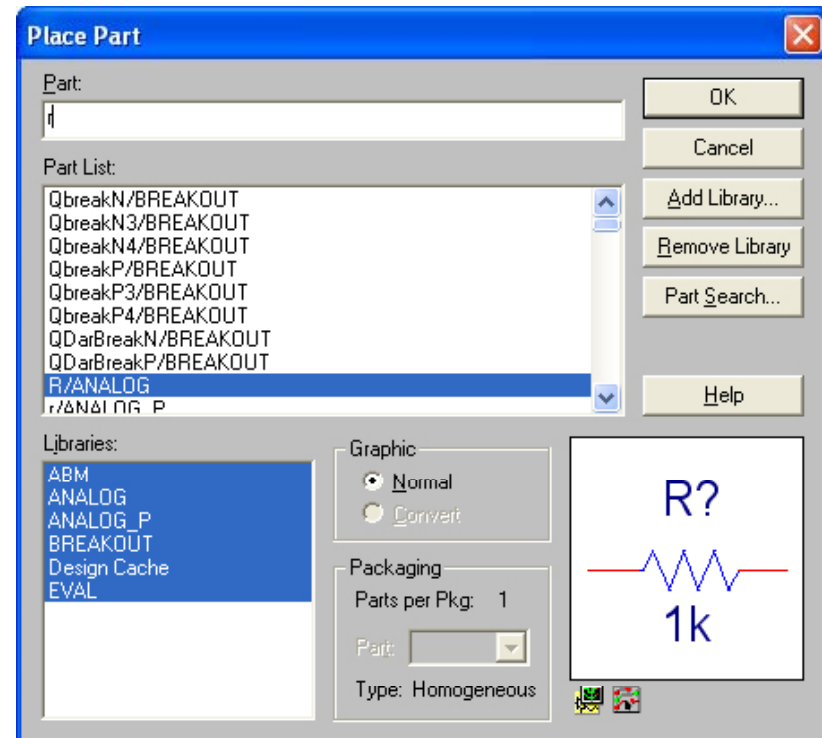 Place Part
Part:
r
OK
Cancel
Part List:
QbreakN/BREAKOUT
QbreakN3/BREAKOUT
QbreakN4/BREAKOUT
QbreakP/BREAKOUT
QbreakP3/BREAKOUT
QbreakP4/BREAKOUT
QDarBreakN/BREAKOUT
QDarBreakP/BREAKOUT
R/ANALOG
r/ANALOG_P
Add Library...
Remove Library
Part Search...
Help
Libraries:
ABM
ANALOG
ANALOG_P
BREAKOUT
Design Cache
EVAL
Graphic
Normal
Convert
Packaging
Parts per Pkg: 1
Part:
Type: Homogeneous
R?
1k